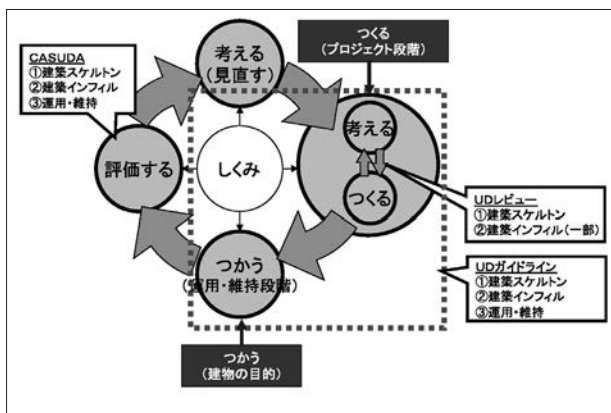 つくる
(プロジェクト段階)
CASUDA
①建築スケルトン
②建築インフィル
③運用・維持
考える
(見直す)
考える
つくる
評価する
しくみ
UDレビュー
①建築スケルトン
②建築インフィル(一部)
つかう
(運用・維持段階)
UDガイドライン
①建築スケルトン
②建築インフィル
③運用・維持
つかう
(建物の目的)